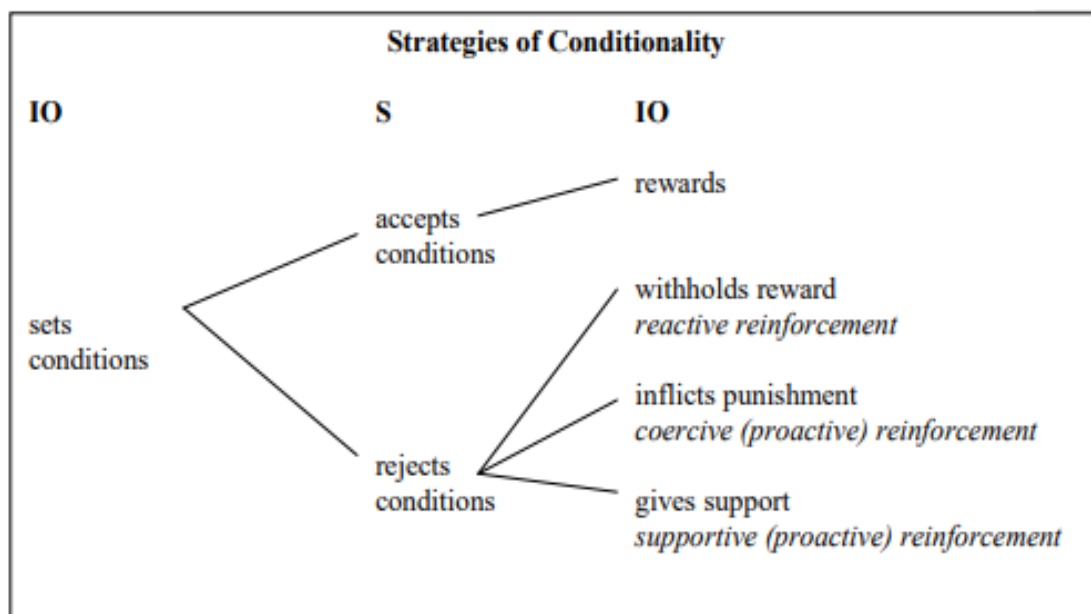 Strategies of Conditionality
IO
S
IO
rewards
accepts
conditions
withholds reward
reactive reinforcement
sets
conditions
inflicts punishment
coercive (proactive) reinforcement
rejects
conditions
gives support
supportive (proactive) reinforcement